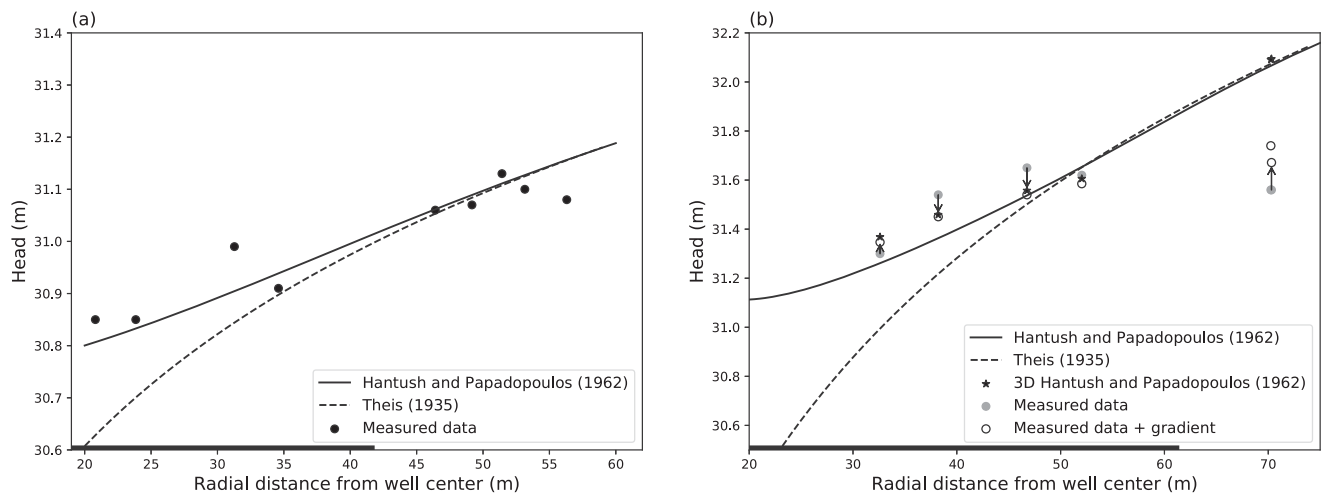 (a)
31.4
31.3
31.2
31.1
31.0
30.9
30.8
30.7
30.6
Head (m)
20 25 30 35 40 45 50 55 60
Radial distance from well center (m)
Hantush and Papadopoulos (1962)
Theis (1935)
Measured data
(b)
32.2
32.0
31.8
31.6
31.4
31.2
31.0
30.8
30.6
Head (m)
20 30 40 50 60 70
Radial distance from well center (m)
Hantush and Papadopoulos (1962)
Theis (1935)
3D Hantush and Papadopoulos (1962)
Measured data
Measured data + gradient